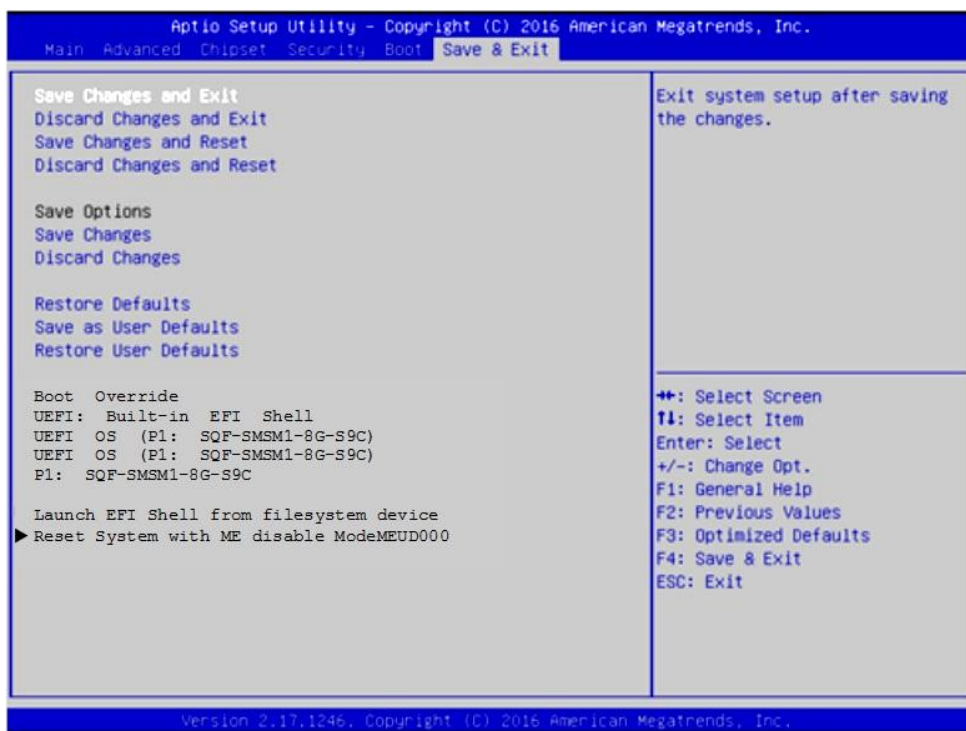 Aptio Setup Utility – Copyright (C) 2016 American Megatrends, Inc.
Main Advanced Chipset Security Boot Save & Exit
Save Changes and Exit
Discard Changes and Exit
Save Changes and Reset
Discard Changes and Reset
Save Options
Save Changes
Discard Changes
Restore Defaults
Save as User Defaults
Restore User Defaults
Boot Override
UEFI: Built-in EFI Shell
UEFI OS (P1: SQF-SMSM1-8G-S9C)
UEFI OS (P1: SQF-SMSM1-8G-S9C)
P1: SQF-SMSM1-8G-S9C
Launch EFI Shell from filesystem device
▶ Reset System with ME disable ModeMEUD000
Exit system setup after saving
the changes.
→←: Select Screen
↑↓: Select Item
Enter: Select
+/-: Change Opt.
F1: General Help
F2: Previous Values
F3: Optimized Defaults
F4: Save & Exit
ESC: Exit
Version 2.17.1246. Copyright (C) 2016 American Megatrends, Inc.